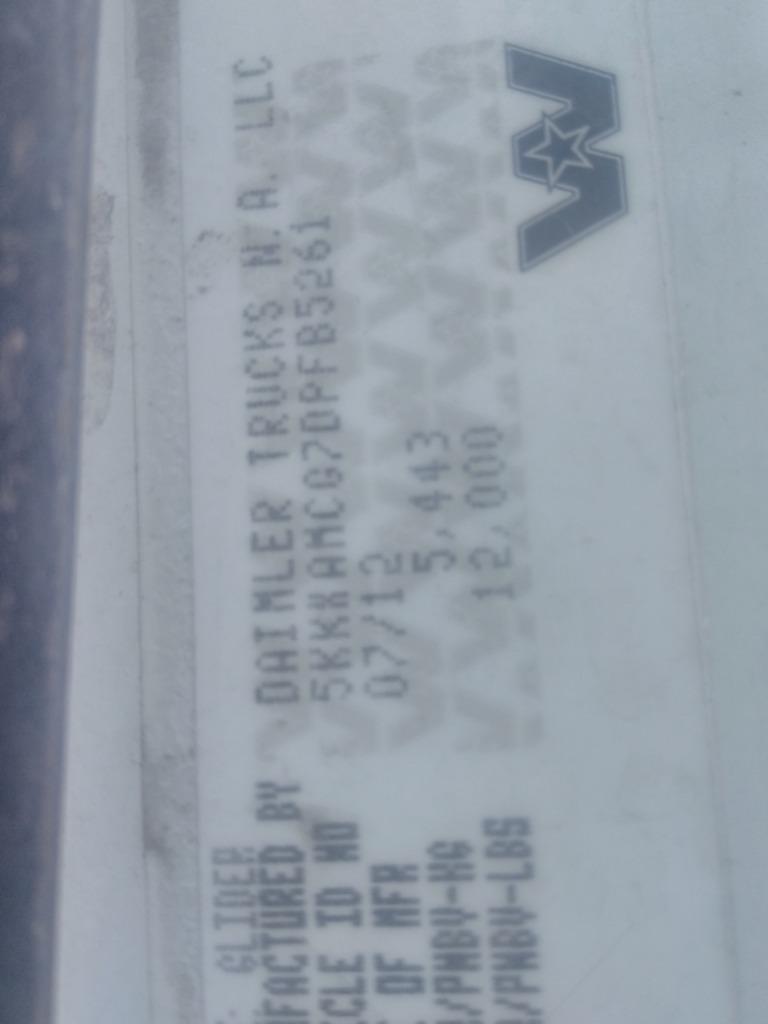 GLIDER
FACTURED BY DAIMLER TRUCKS N.A. LLC
CLE ID NO 5KKXAMCG7DPFB5261
OF MFR 07/12
/PNBV-KG 5,443
/PNBV-LBS 12,000